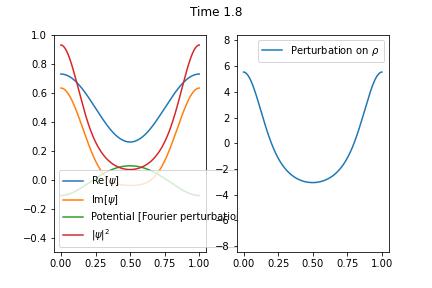 Time 1.8
1.0
0.8
0.6
0.4
0.2
0.0
−0.2
−0.4
Re[ψ]
Im[ψ]
Potential [Fourier perturbatio
|ψ|²
0.00 0.25 0.50 0.75 1.00
8
6
4
2
0
−2
−4
−6
−8
Perturbation on ρ
0.00 0.25 0.50 0.75 1.00